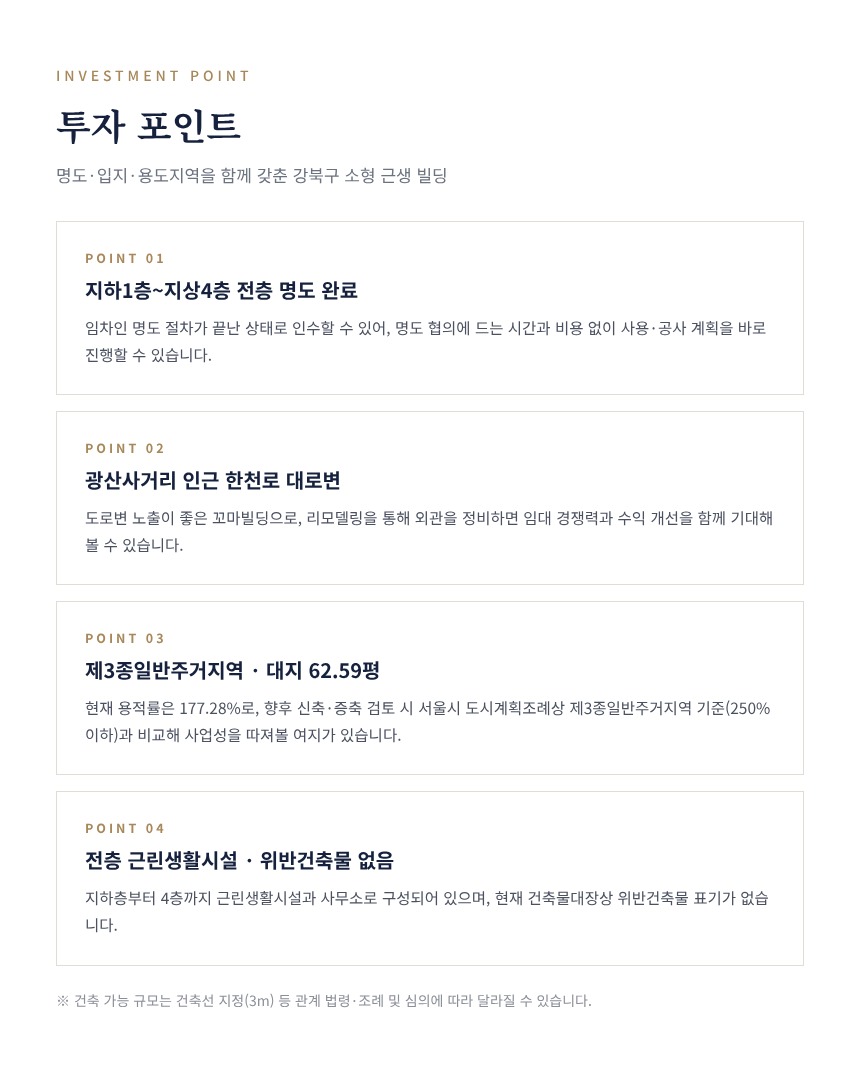 INVESTMENT POINT
투자 포인트
명도·입지·용도지역을 함께 갖춘 강북구 소형 근생 빌딩
POINT 01
지하1층~지상4층 전층 명도 완료
임차인 명도 절차가 끝난 상태로 인수할 수 있어, 명도 협의에 드는 시간과 비용 없이 사용·공사 계획을 바로
진행할 수 있습니다.
POINT 02
광산사거리 인근 한천로 대로변
도로변 노출이 좋은 꼬마빌딩으로, 리모델링을 통해 외관을 정비하면 임대 경쟁력과 수익 개선을 함께 기대해
볼 수 있습니다.
POINT 03
제3종일반주거지역 · 대지 62.59평
현재 용적률은 177.28%로, 향후 신축·증축 검토 시 서울시 도시계획조례상 제3종일반주거지역 기준(250%
이하)과 비교해 사업성을 따져볼 여지가 있습니다.
POINT 04
전층 근린생활시설 · 위반건축물 없음
지하층부터 4층까지 근린생활시설과 사무소로 구성되어 있으며, 현재 건축물대장상 위반건축물 표기가 없습
니다.
※ 건축 가능 규모는 건축선 지정(3m) 등 관계 법령·조례 및 심의에 따라 달라질 수 있습니다.